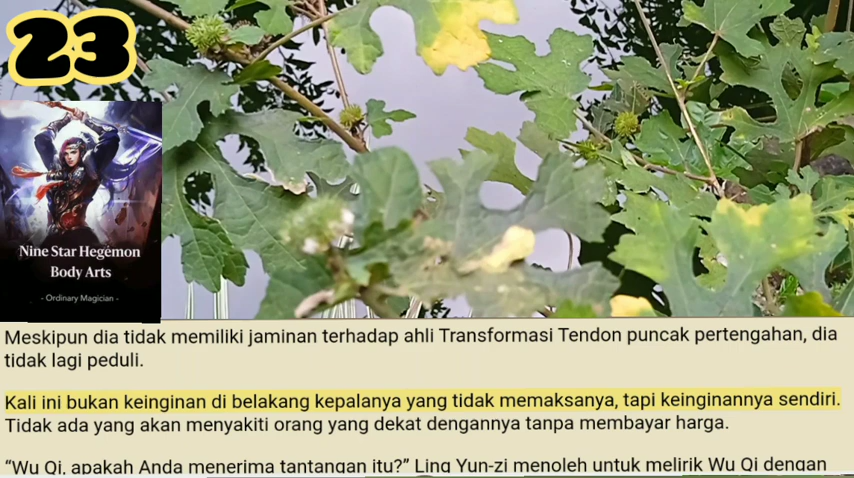 23
Nine Star Hegemon
Body Arts
- Ordinary Magician -
Meskipun dia tidak memiliki jaminan terhadap ahli Transformasi Tendon puncak pertengahan, dia
tidak lagi peduli.
Kali ini bukan keinginan di belakang kepalanya yang tidak memaksanya, tapi keinginannya sendiri.
Tidak ada yang akan menyakiti orang yang dekat dengannya tanpa membayar harga.
“Wu Qi, apakah Anda menerima tantangan itu?” Ling Yun-zi menoleh untuk melirik Wu Qi dengan